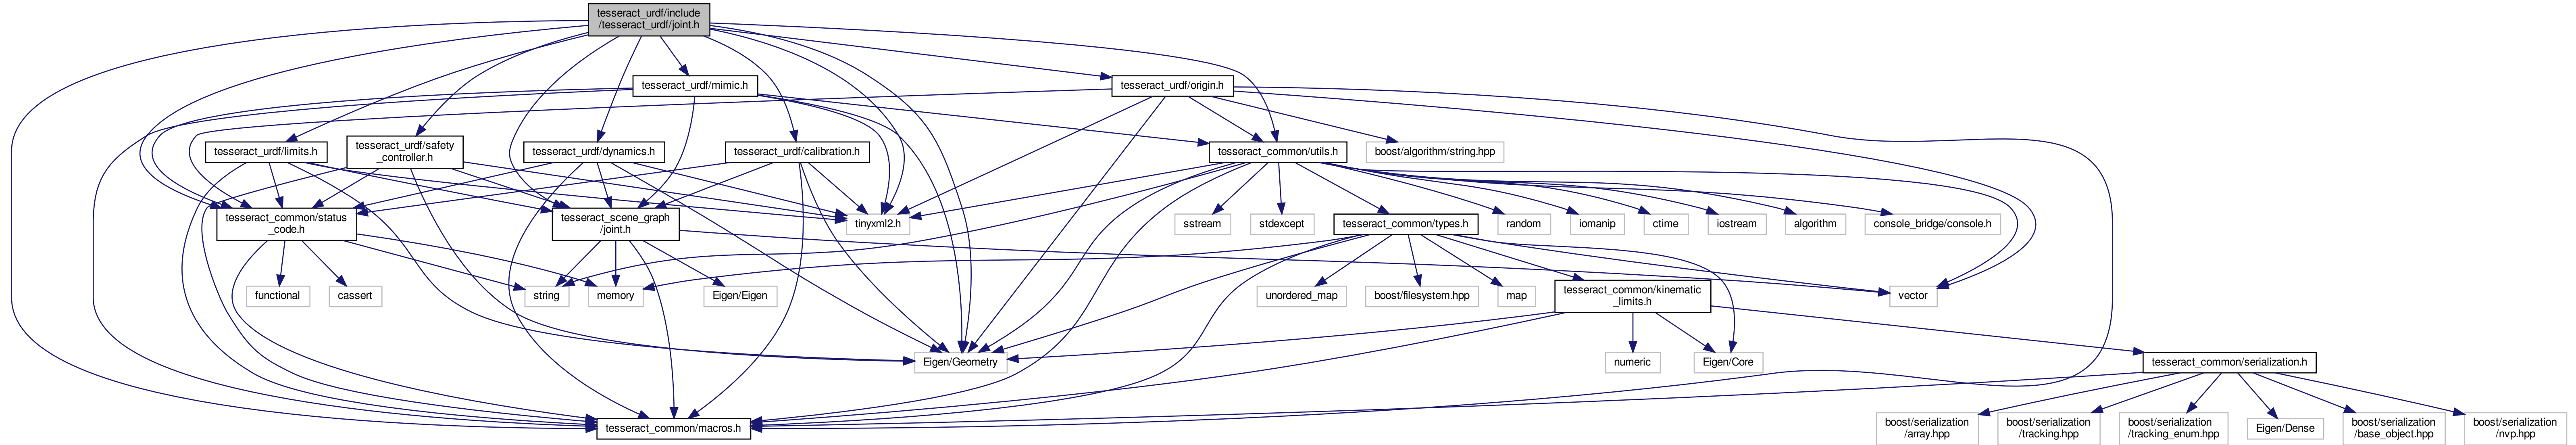 tesseract_urdf/include
/tesseract_urdf/joint.h
tesseract_urdf/mimic.h
tesseract_urdf/origin.h
tesseract_urdf/limits.h
tesseract_urdf/safety
_controller.h
tesseract_urdf/dynamics.h
tesseract_urdf/calibration.h
tesseract_common/utils.h
boost/algorithm/string.hpp
tesseract_common/status
_code.h
tesseract_scene_graph
/joint.h
tinyxml2.h
sstream
stdexcept
tesseract_common/types.h
random
iomanip
ctime
iostream
algorithm
console_bridge/console.h
functional
cassert
string
memory
Eigen/Eigen
unordered_map
boost/filesystem.hpp
map
tesseract_common/kinematic
_limits.h
vector
Eigen/Geometry
numeric
Eigen/Core
tesseract_common/serialization.h
tesseract_common/macros.h
boost/serialization
/array.hpp
boost/serialization
/tracking.hpp
boost/serialization
/tracking_enum.hpp
Eigen/Dense
boost/serialization
/base_object.hpp
boost/serialization
/nvp.hpp